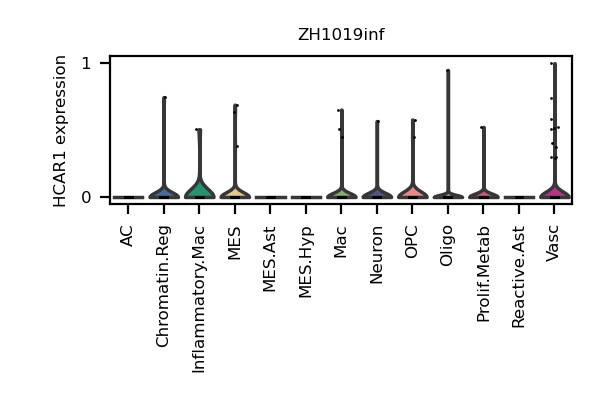 ZH1019inf
HCAR1 expression
1
0
AC
Chromatin.Reg
Inflammatory.Mac
MES
MES.Ast
MES.Hyp
Mac
Neuron
OPC
Oligo
Prolif.Metab
Reactive.Ast
Vasc